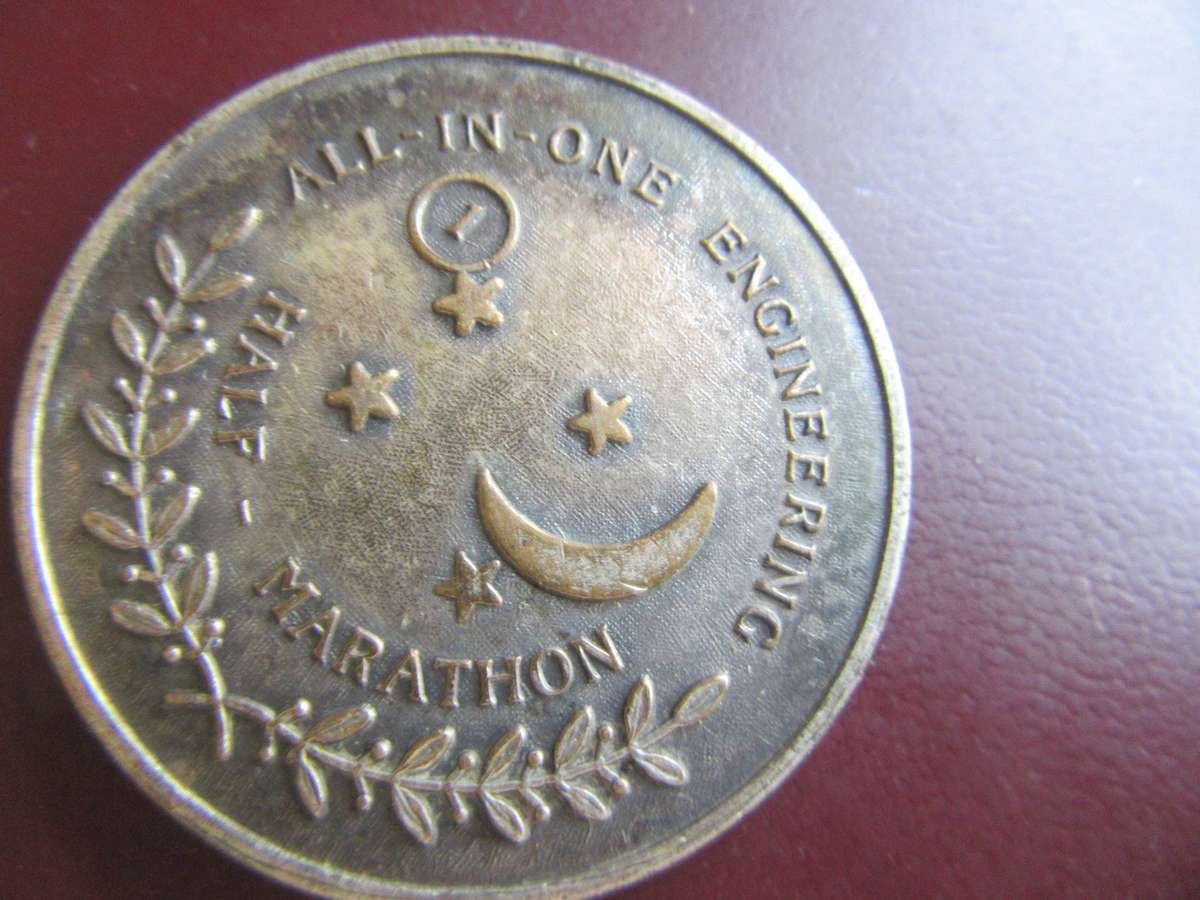 ALL-IN-ONE ENGINEERING
1
HALF - MARATHON